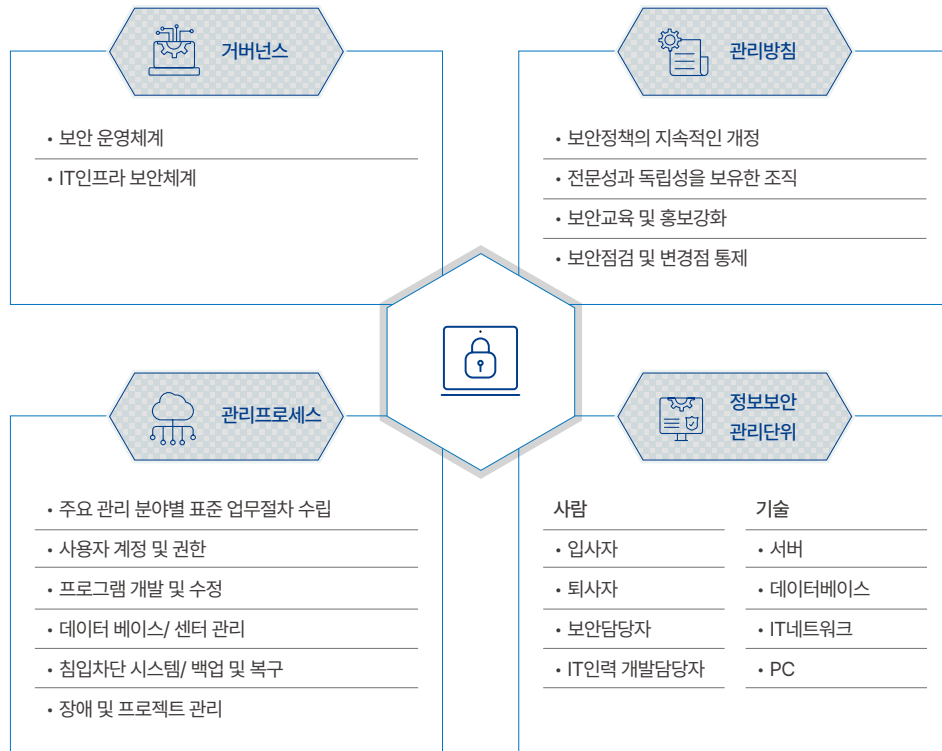 거버넌스
• 보안 운영체계
• IT인프라 보안체계
관리방침
• 보안정책의 지속적인 개정
• 전문성과 독립성을 보유한 조직
• 보안교육 및 홍보강화
• 보안점검 및 변경점 통제
관리프로세스
• 주요 관리 분야별 표준 업무절차 수립
• 사용자 계정 및 권한
• 프로그램 개발 및 수정
• 데이터 베이스/ 센터 관리
• 침입차단 시스템/ 백업 및 복구
• 장애 및 프로젝트 관리
정보보안
관리단위
사람
• 입사자
• 퇴사자
• 보안담당자
• IT인력 개발담당자
기술
• 서버
• 데이터베이스
• IT네트워크
• PC